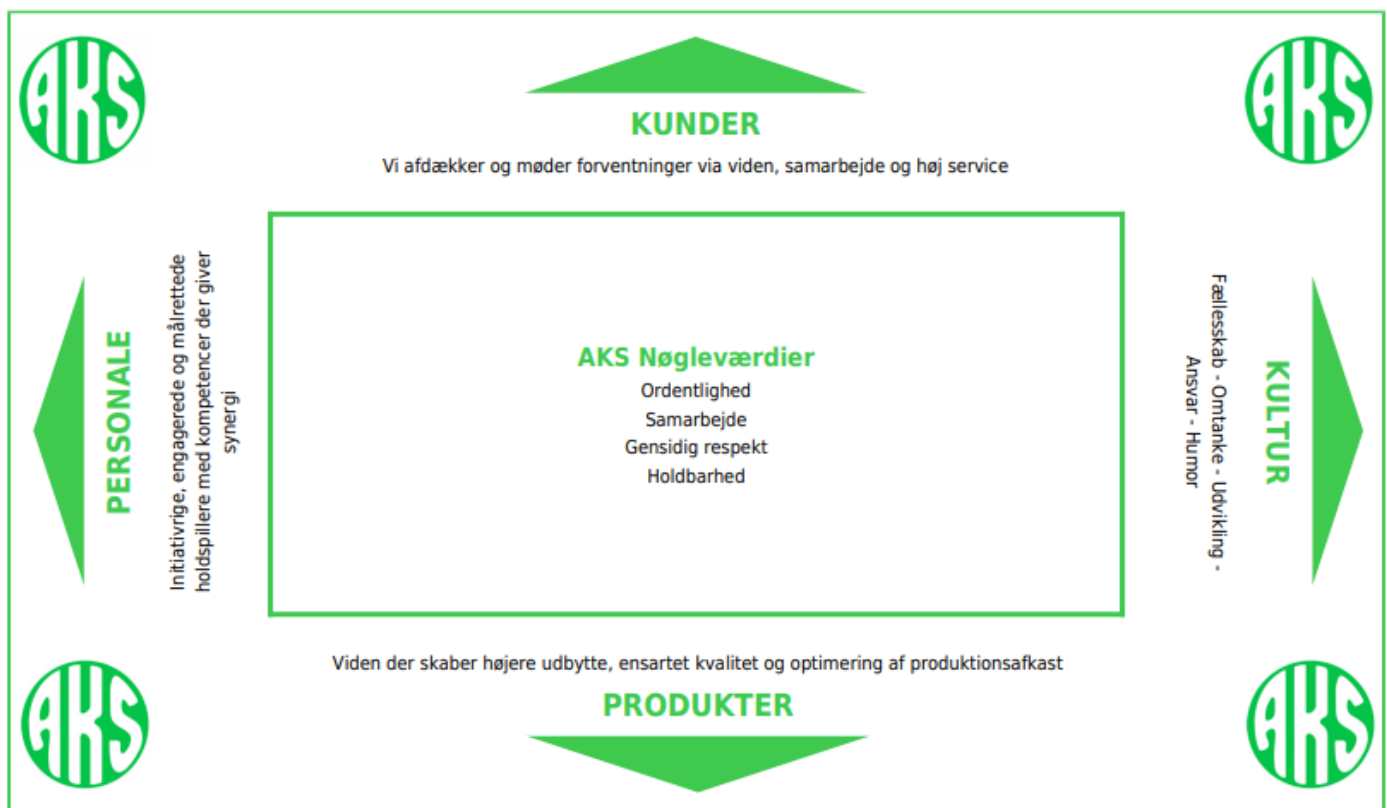 AKS
AKS
KUNDER
Vi afdækker og møder forventninger via viden, samarbejde og høj service
PERSONALE
Initiativrige, engagerede og målrettede
holdspillere med kompetencer der giver
synergi
AKS Nøgleværdier
Ordentlighed
Samarbejde
Gensidig respekt
Holdbarhed
KULTUR
Fællesskab - Omtanke - Udvikling -
Ansvar - Humor
Viden der skaber højere udbytte, ensartet kvalitet og optimering af produktionsafkast
PRODUKTER
AKS
AKS